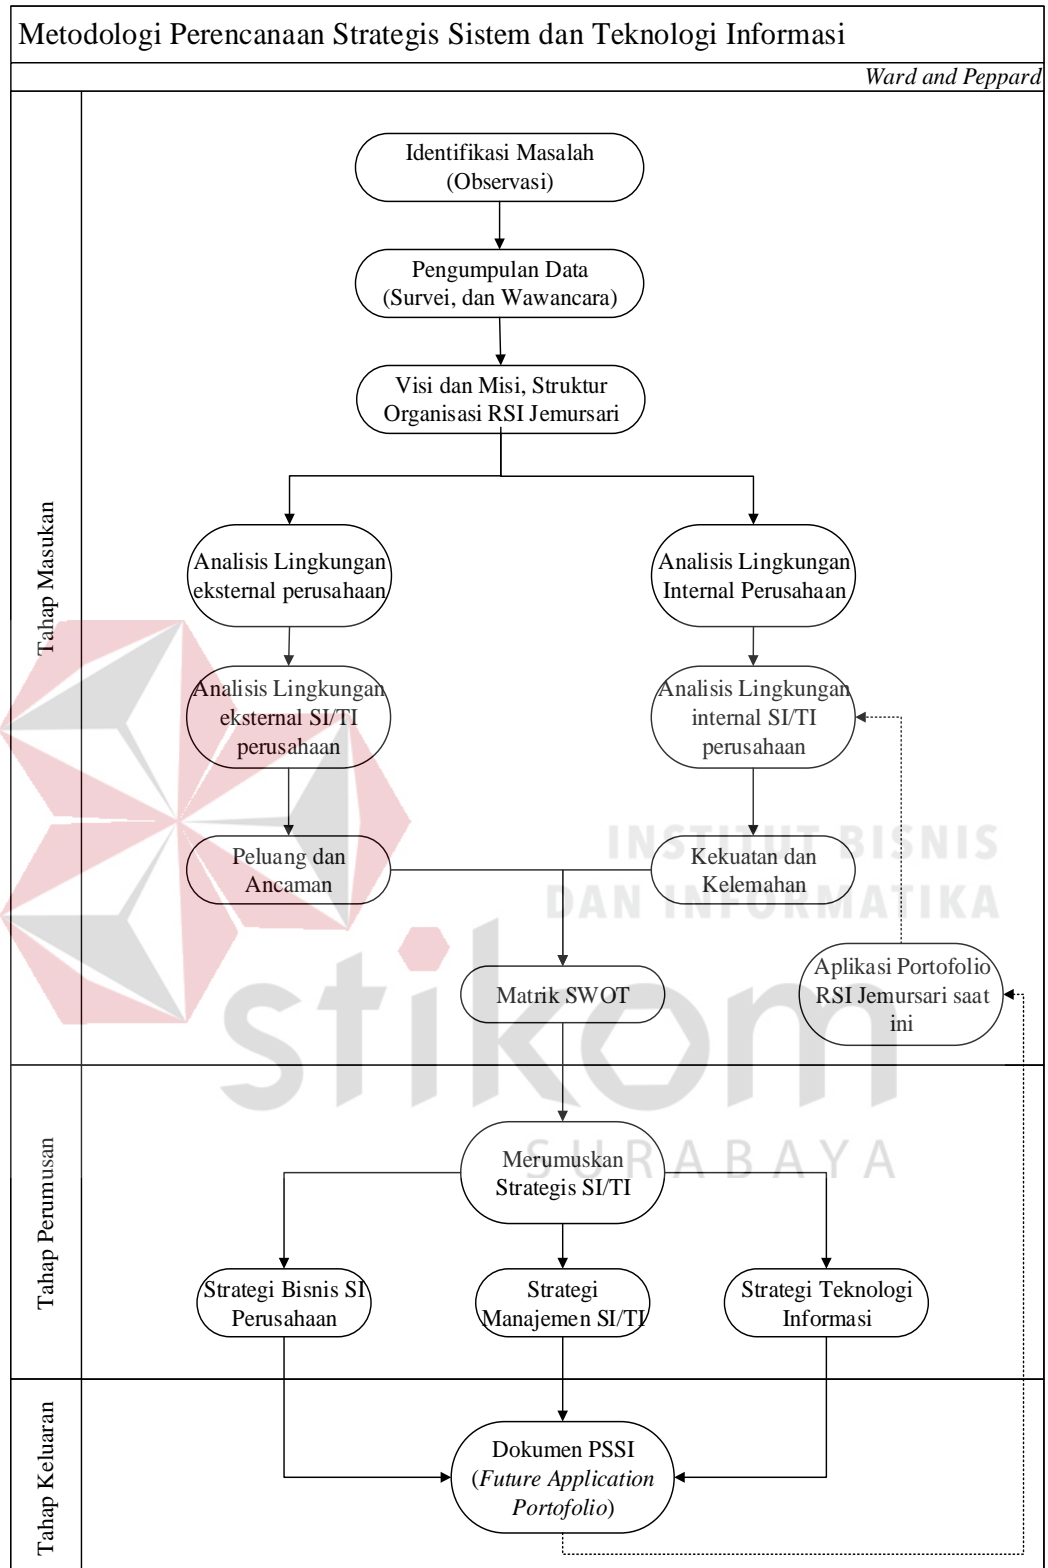 Metodologi Perencanaan Strategis Sistem dan Teknologi Informasi
Ward and Peppard
Tahap Masukan
Identifikasi Masalah
(Observasi)
Pengumpulan Data
(Survei, dan Wawancara)
Visi dan Misi, Struktur
Organisasi RSI Jemursari
Analisis Lingkungan
eksternal perusahaan
Analisis Lingkungan
Internal Perusahaan
Analisis Lingkungan
eksternal SI/TI
perusahaan
Analisis Lingkungan
internal SI/TI
perusahaan
Peluang dan
Ancaman
Kekuatan dan
Kelemahan
INSTITUT BISNIS
DAN INFORMATIKA
stikom
SURABAYA
Matrik SWOT
Aplikasi Portofolio
RSI Jemursari saat
ini
Tahap Perumusan
Merumuskan
Strategis SI/TI
Strategi Bisnis SI
Perusahaan
Strategi
Manajemen SI/TI
Strategi Teknologi
Informasi
Tahap Keluaran
Dokumen PSSI
(Future Application
Portofolio)